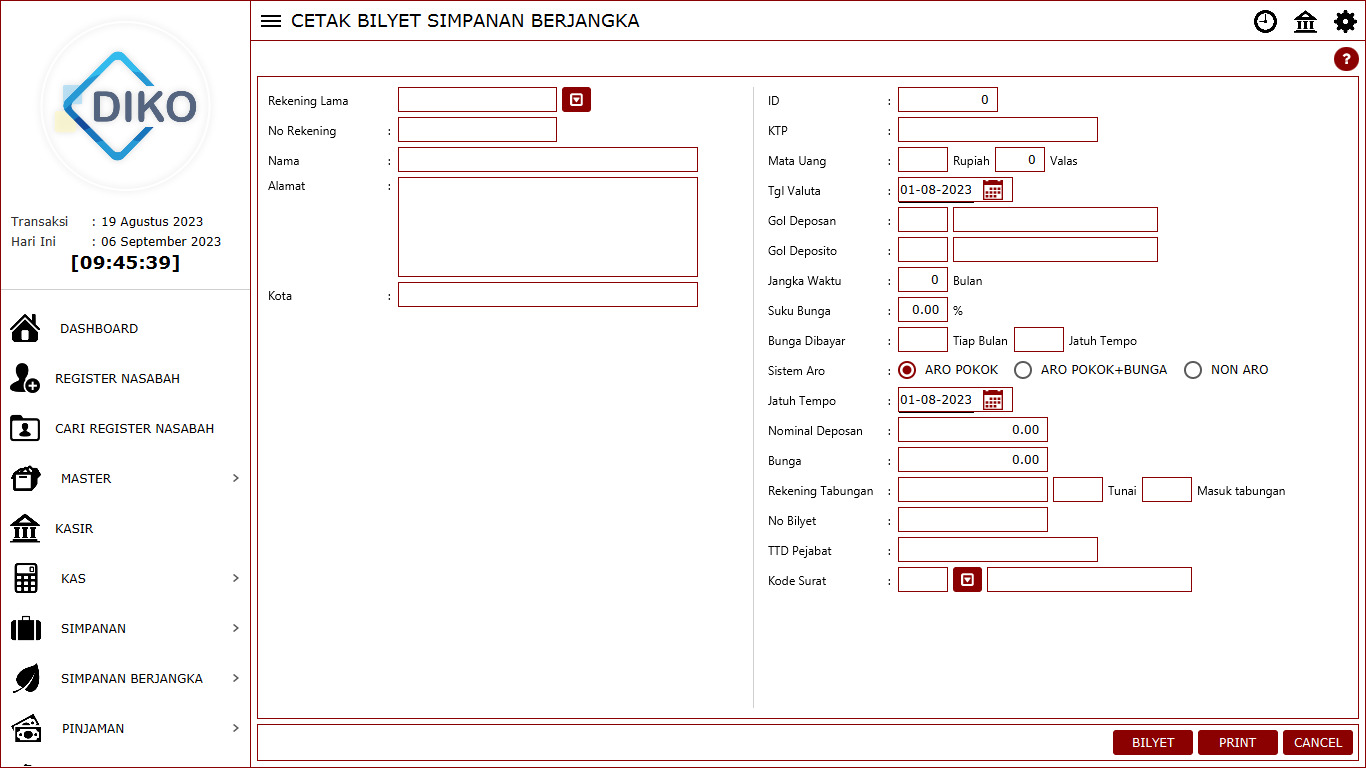 CETAK BILYET SIMPANAN BERJANGKA
?
DIKO
Transaksi : 19 Agustus 2023
Hari Ini : 06 September 2023
[09:45:39]
DASHBOARD
REGISTER NASABAH
CARI REGISTER NASABAH
MASTER
KASIR
KAS
SIMPANAN
SIMPANAN BERJANGKA
PINJAMAN
Rekening Lama
No Rekening :
Nama :
Alamat :
Kota :
ID : 0
KTP :
Mata Uang : Rupiah 0 Valas
Tgl Valuta : 01-08-2023
Gol Deposan :
Gol Deposito :
Jangka Waktu : 0 Bulan
Suku Bunga : 0.00 %
Bunga Dibayar : Tiap Bulan Jatuh Tempo
Sistem Aro : ARO POKOK ARO POKOK+BUNGA NON ARO
Jatuh Tempo : 01-08-2023
Nominal Deposan : 0.00
Bunga : 0.00
Rekening Tabungan : Tunai Masuk tabungan
No Bilyet :
TTD Pejabat :
Kode Surat :
BILYET PRINT CANCEL